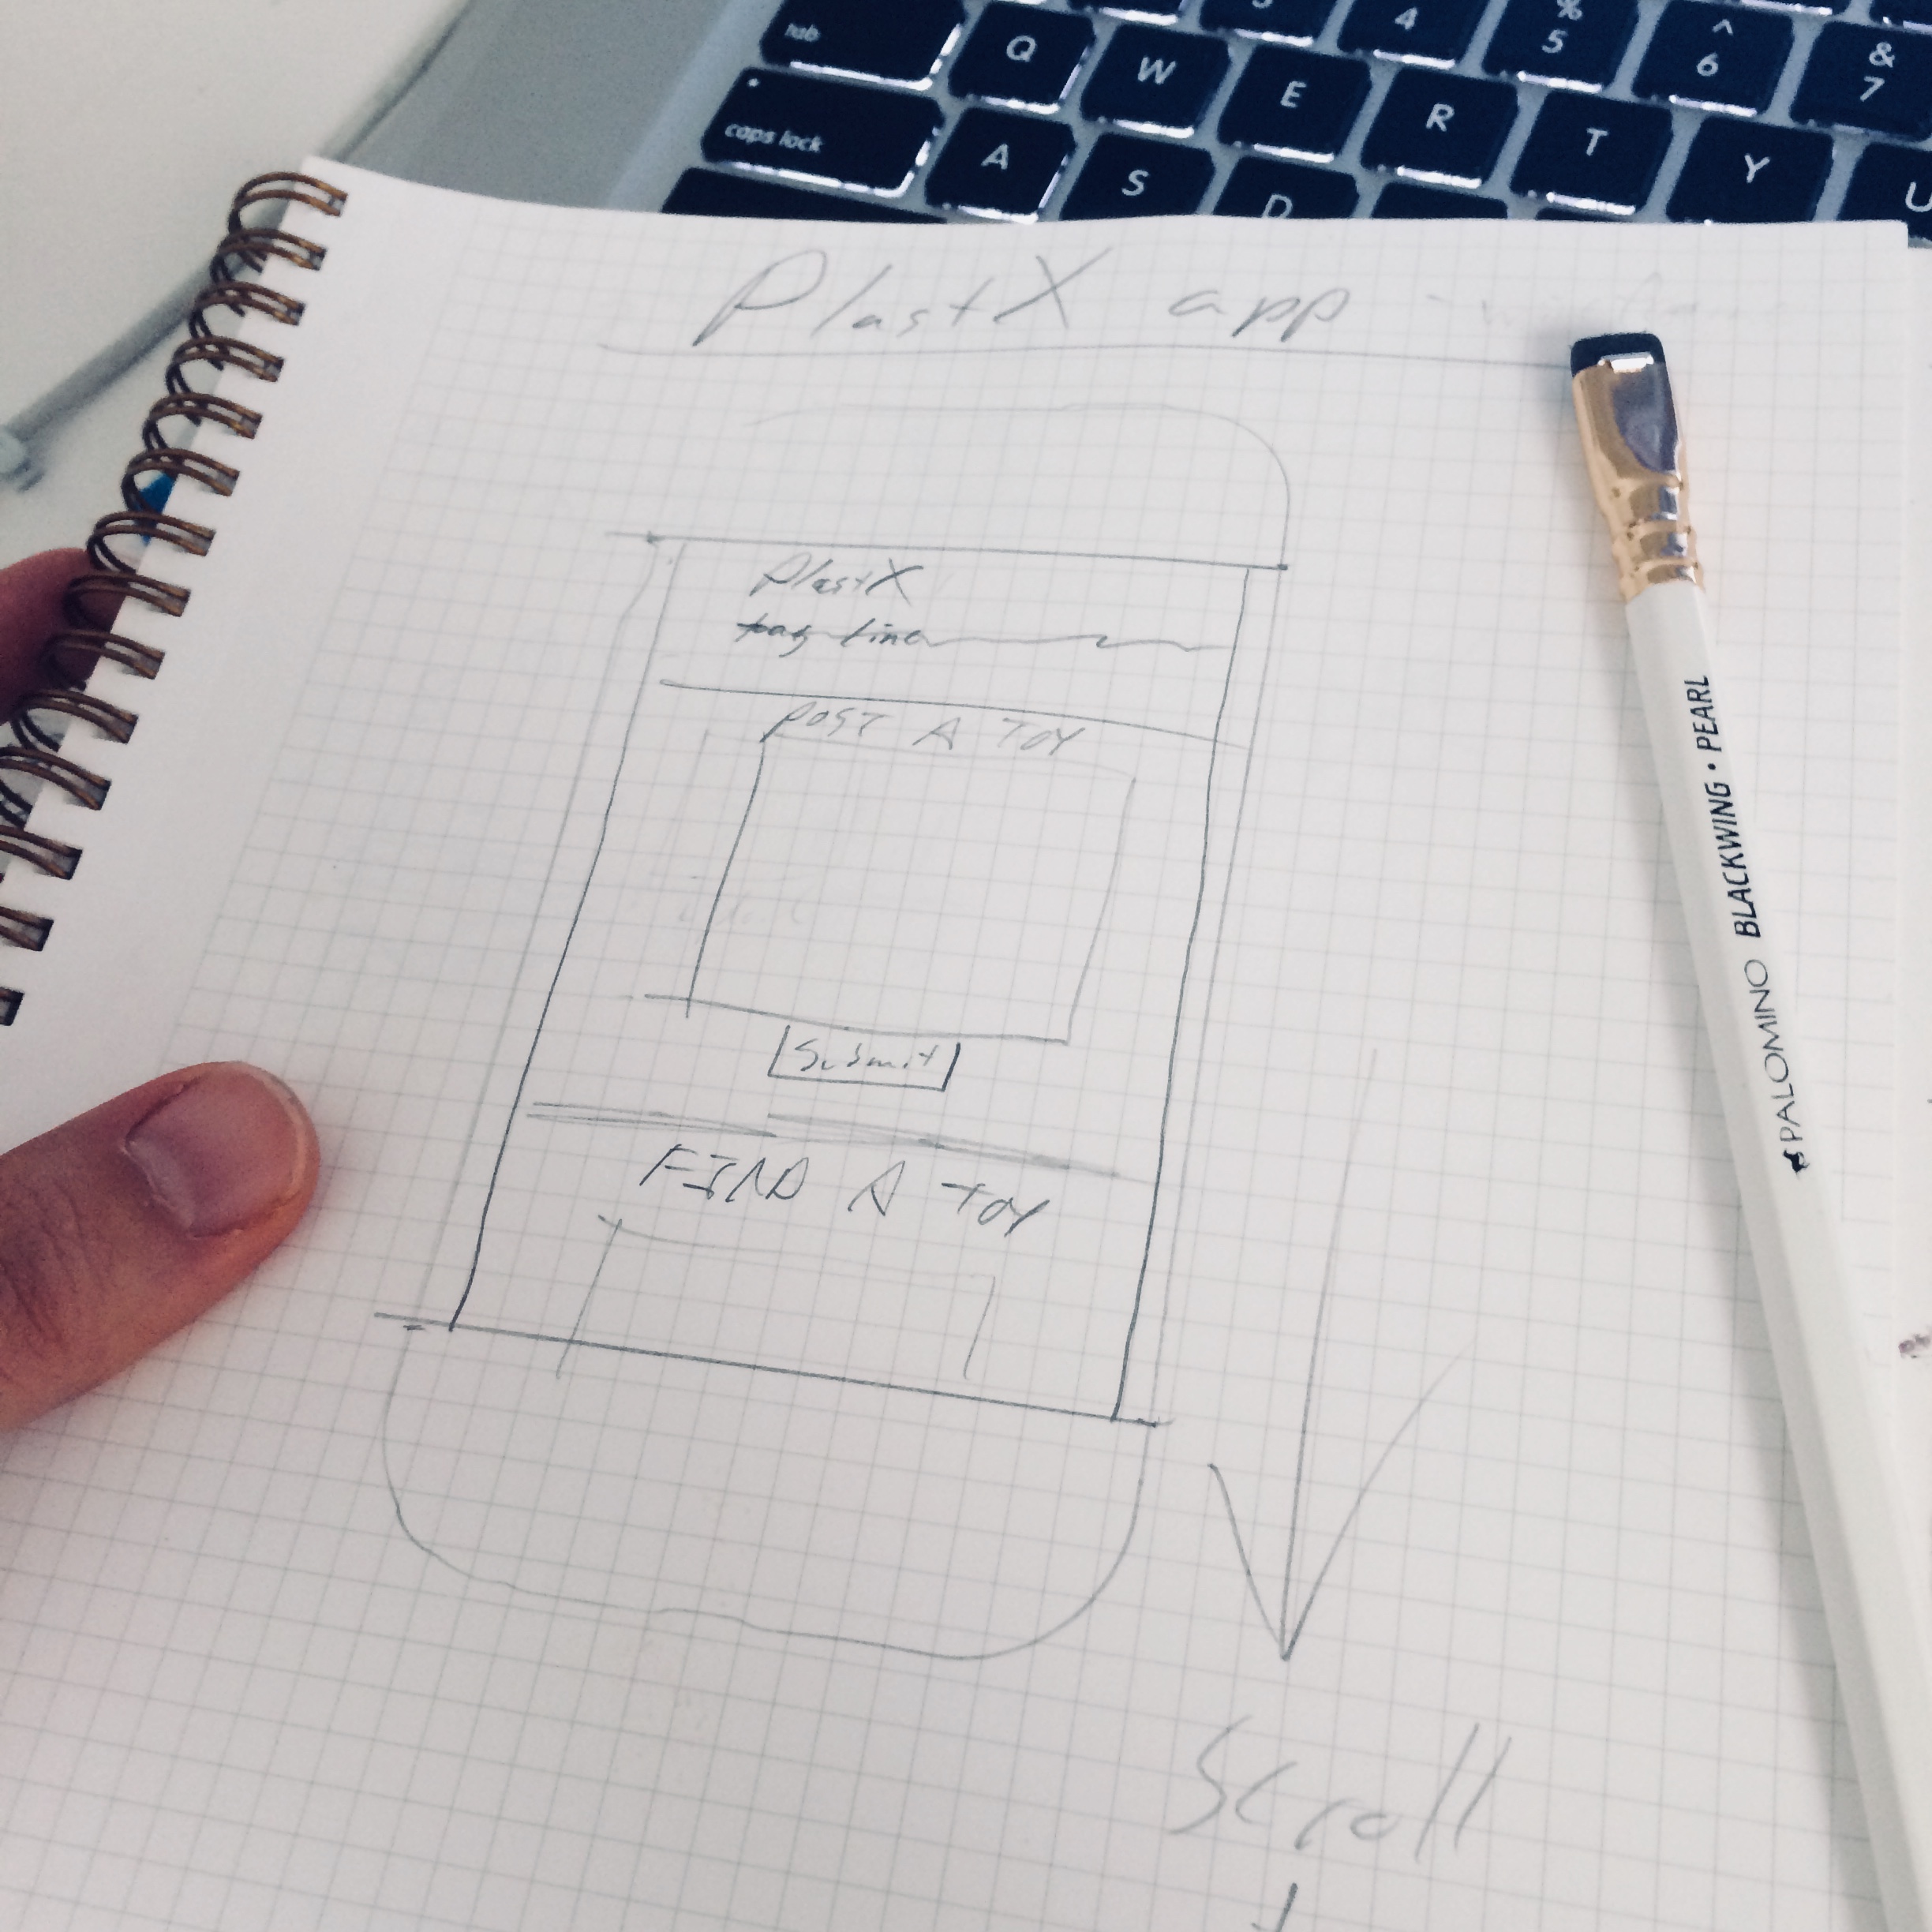 3 4 % 5 ^ 6 & 7
tab Q W E R T Y U
caps lock A S D
PlastX app
PlastX
tag line
POST A TOY
Submit
FIND A TOY
Scroll
PALOMINO BLACKWING • PEARL